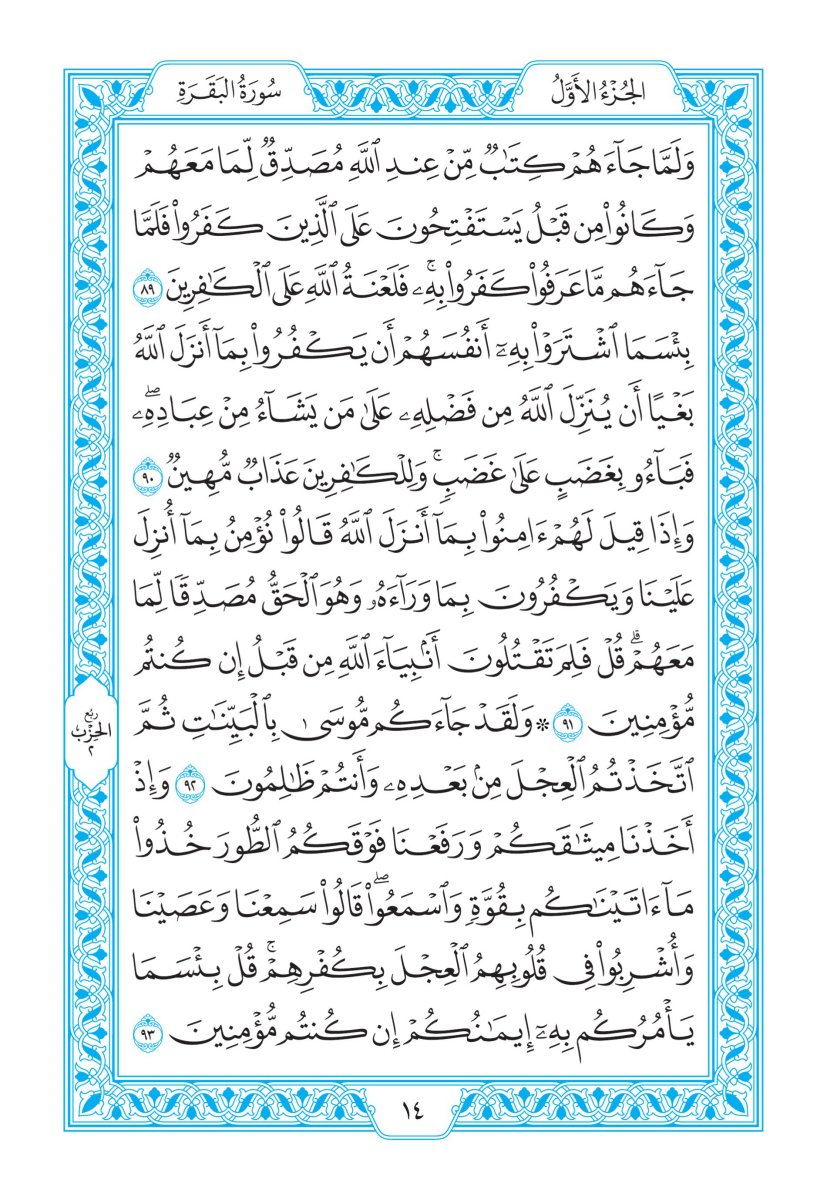 الجُزْءُ الأَوَّلُ
سُورَةُ البَقَرَةِ
وَلَمَّا جَآءَهُمْ كِتَٰبٌ مِّنْ عِندِ ٱللَّهِ مُصَدِّقٌ لِّمَا مَعَهُمْ
وَكَانُوا۟ مِن قَبْلُ يَسْتَفْتِحُونَ عَلَى ٱلَّذِينَ كَفَرُوا۟ فَلَمَّا
جَآءَهُم مَّا عَرَفُوا۟ كَفَرُوا۟ بِهِۦۚ فَلَعْنَةُ ٱللَّهِ عَلَى ٱلْكَٰفِرِينَ ٨٩
بِئْسَمَا ٱشْتَرَوْا۟ بِهِۦٓ أَنفُسَهُمْ أَن يَكْفُرُوا۟ بِمَآ أَنزَلَ ٱللَّهُ
بَغْيًا أَن يُنَزِّلَ ٱللَّهُ مِن فَضْلِهِۦ عَلَىٰ مَن يَشَآءُ مِنْ عِبَادِهِۦۖ
فَبَآءُو بِغَضَبٍ عَلَىٰ غَضَبٍۚ وَلِلْكَٰفِرِينَ عَذَابٌ مُّهِينٌ ٩٠
وَإِذَا قِيلَ لَهُمْ ءَامِنُوا۟ بِمَآ أَنزَلَ ٱللَّهُ قَالُوا۟ نُؤْمِنُ بِمَآ أُنزِلَ
عَلَيْنَا وَيَكْفُرُونَ بِمَا وَرَآءَهُۥ وَهُوَ ٱلْحَقُّ مُصَدِّقًا لِّمَا
مَعَهُمْۗ قُلْ فَلِمَ تَقْتُلُونَ أَنۢبِيَآءَ ٱللَّهِ مِن قَبْلُ إِن كُنتُم
مُّؤْمِنِينَ ٩١ * وَلَقَدْ جَآءَكُم مُّوسَىٰ بِٱلْبَيِّنَٰتِ ثُمَّ
ٱتَّخَذْتُمُ ٱلْعِجْلَ مِنۢ بَعْدِهِۦ وَأَنتُمْ ظَٰلِمُونَ ٩٢ وَإِذْ
أَخَذْنَا مِيثَٰقَكُمْ وَرَفَعْنَا فَوْقَكُمُ ٱلطُّورَ خُذُوا۟
مَآ ءَاتَيْنَٰكُم بِقُوَّةٍ وَٱسْمَعُوا۟ۖ قَالُوا۟ سَمِعْنَا وَعَصَيْنَا
وَأُشْرِبُوا۟ فِى قُلُوبِهِمُ ٱلْعِجْلَ بِكُفْرِهِمْۚ قُلْ بِئْسَمَا
يَأْمُرُكُم بِهِۦٓ إِيمَٰنُكُمْ إِن كُنتُم مُّؤْمِنِينَ ٩٣
رُبْع
الحِزْب
٢
١٤